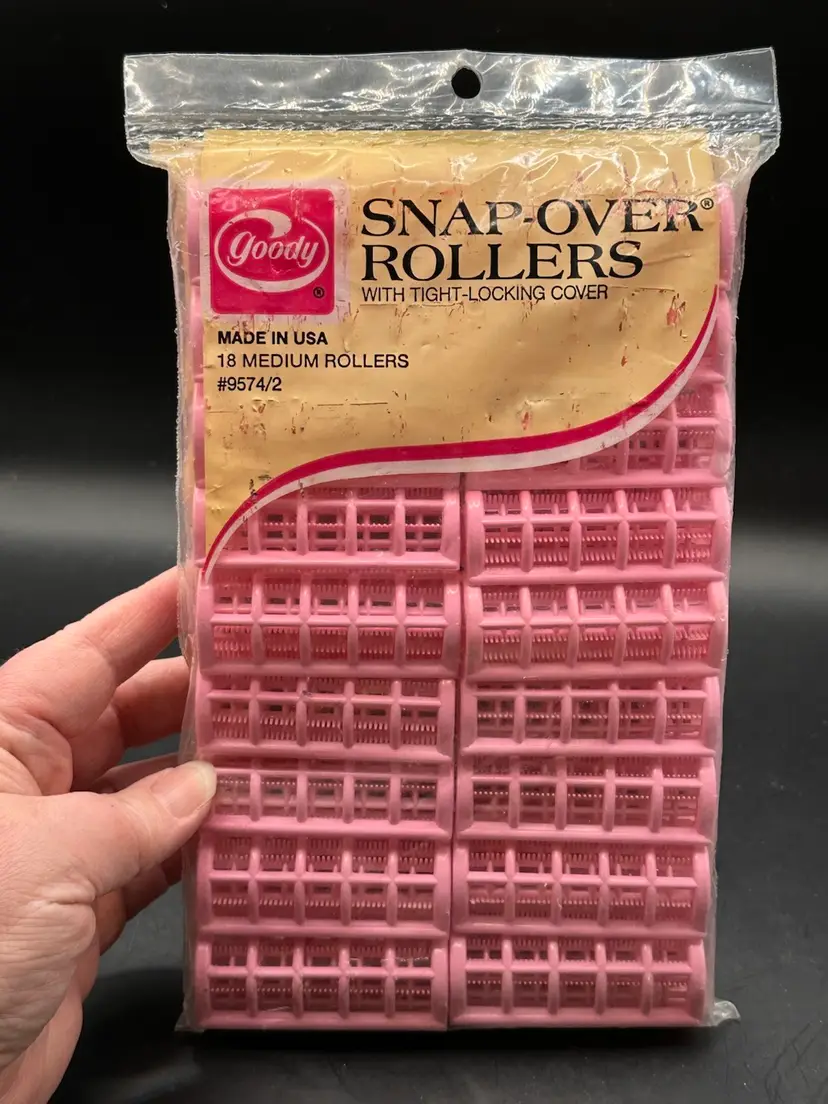 goody
®
SNAP-OVER®
ROLLERS
WITH TIGHT-LOCKING COVER
MADE IN USA
18 MEDIUM ROLLERS
#9574/2